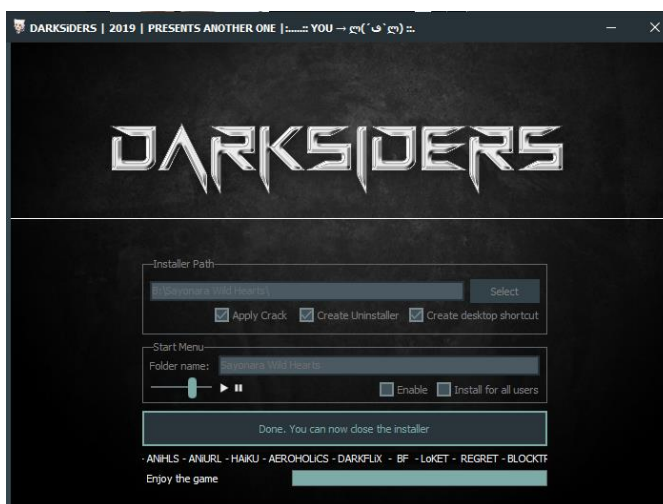 DARKSiDERS | 2019 | PRESENTS ANOTHER ONE |:.....:: YOU → ლ(´ڡ`ლ) ::.
DARKSIDERS
Installer Path
B:\Sayonara Wild Hearts\ Select
Apply Crack Create Uninstaller Create desktop shortcut
Start Menu
Folder name: Sayonara Wild Hearts
Enable Install for all users
Done. You can now close the installer
- ANiHLS - ANiURL - HAiKU - AEROHOLiCS - DARKFLiX - BF - LoKET - REGRET - BLOCKTF
Enjoy the game